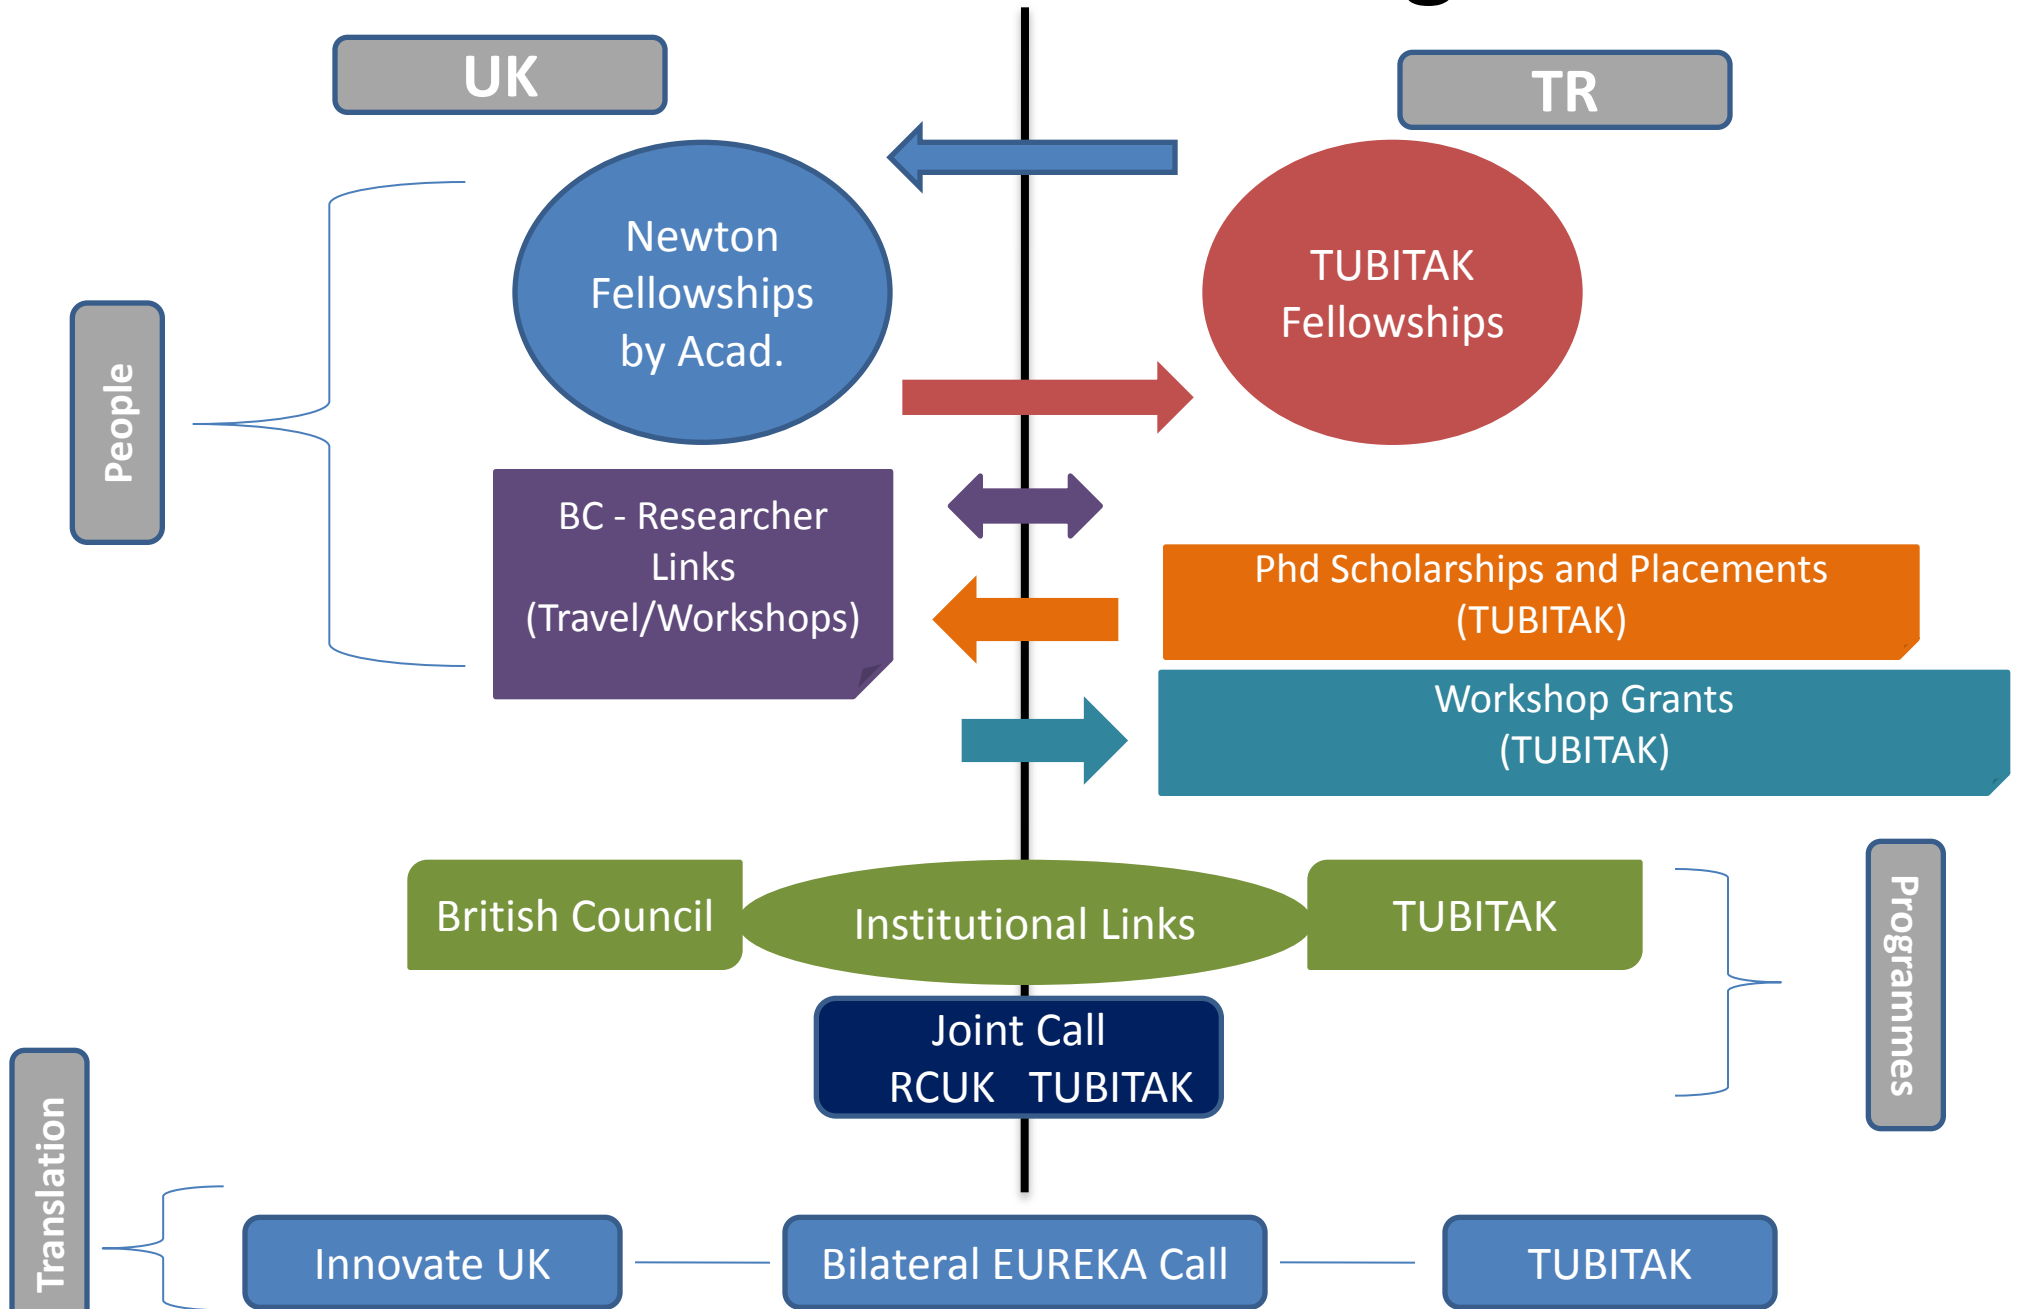 UK
TR
Newton
Fellowships
by Acad.
TUBITAK
Fellowships
People
BC - Researcher
Links
(Travel/Workshops)
Phd Scholarships and Placements
(TUBITAK)
Workshop Grants
(TUBITAK)
British Council
Institutional Links
TUBITAK
Programmes
Joint Call
RCUK TUBITAK
Translation
Innovate UK
Bilateral EUREKA Call
TUBITAK